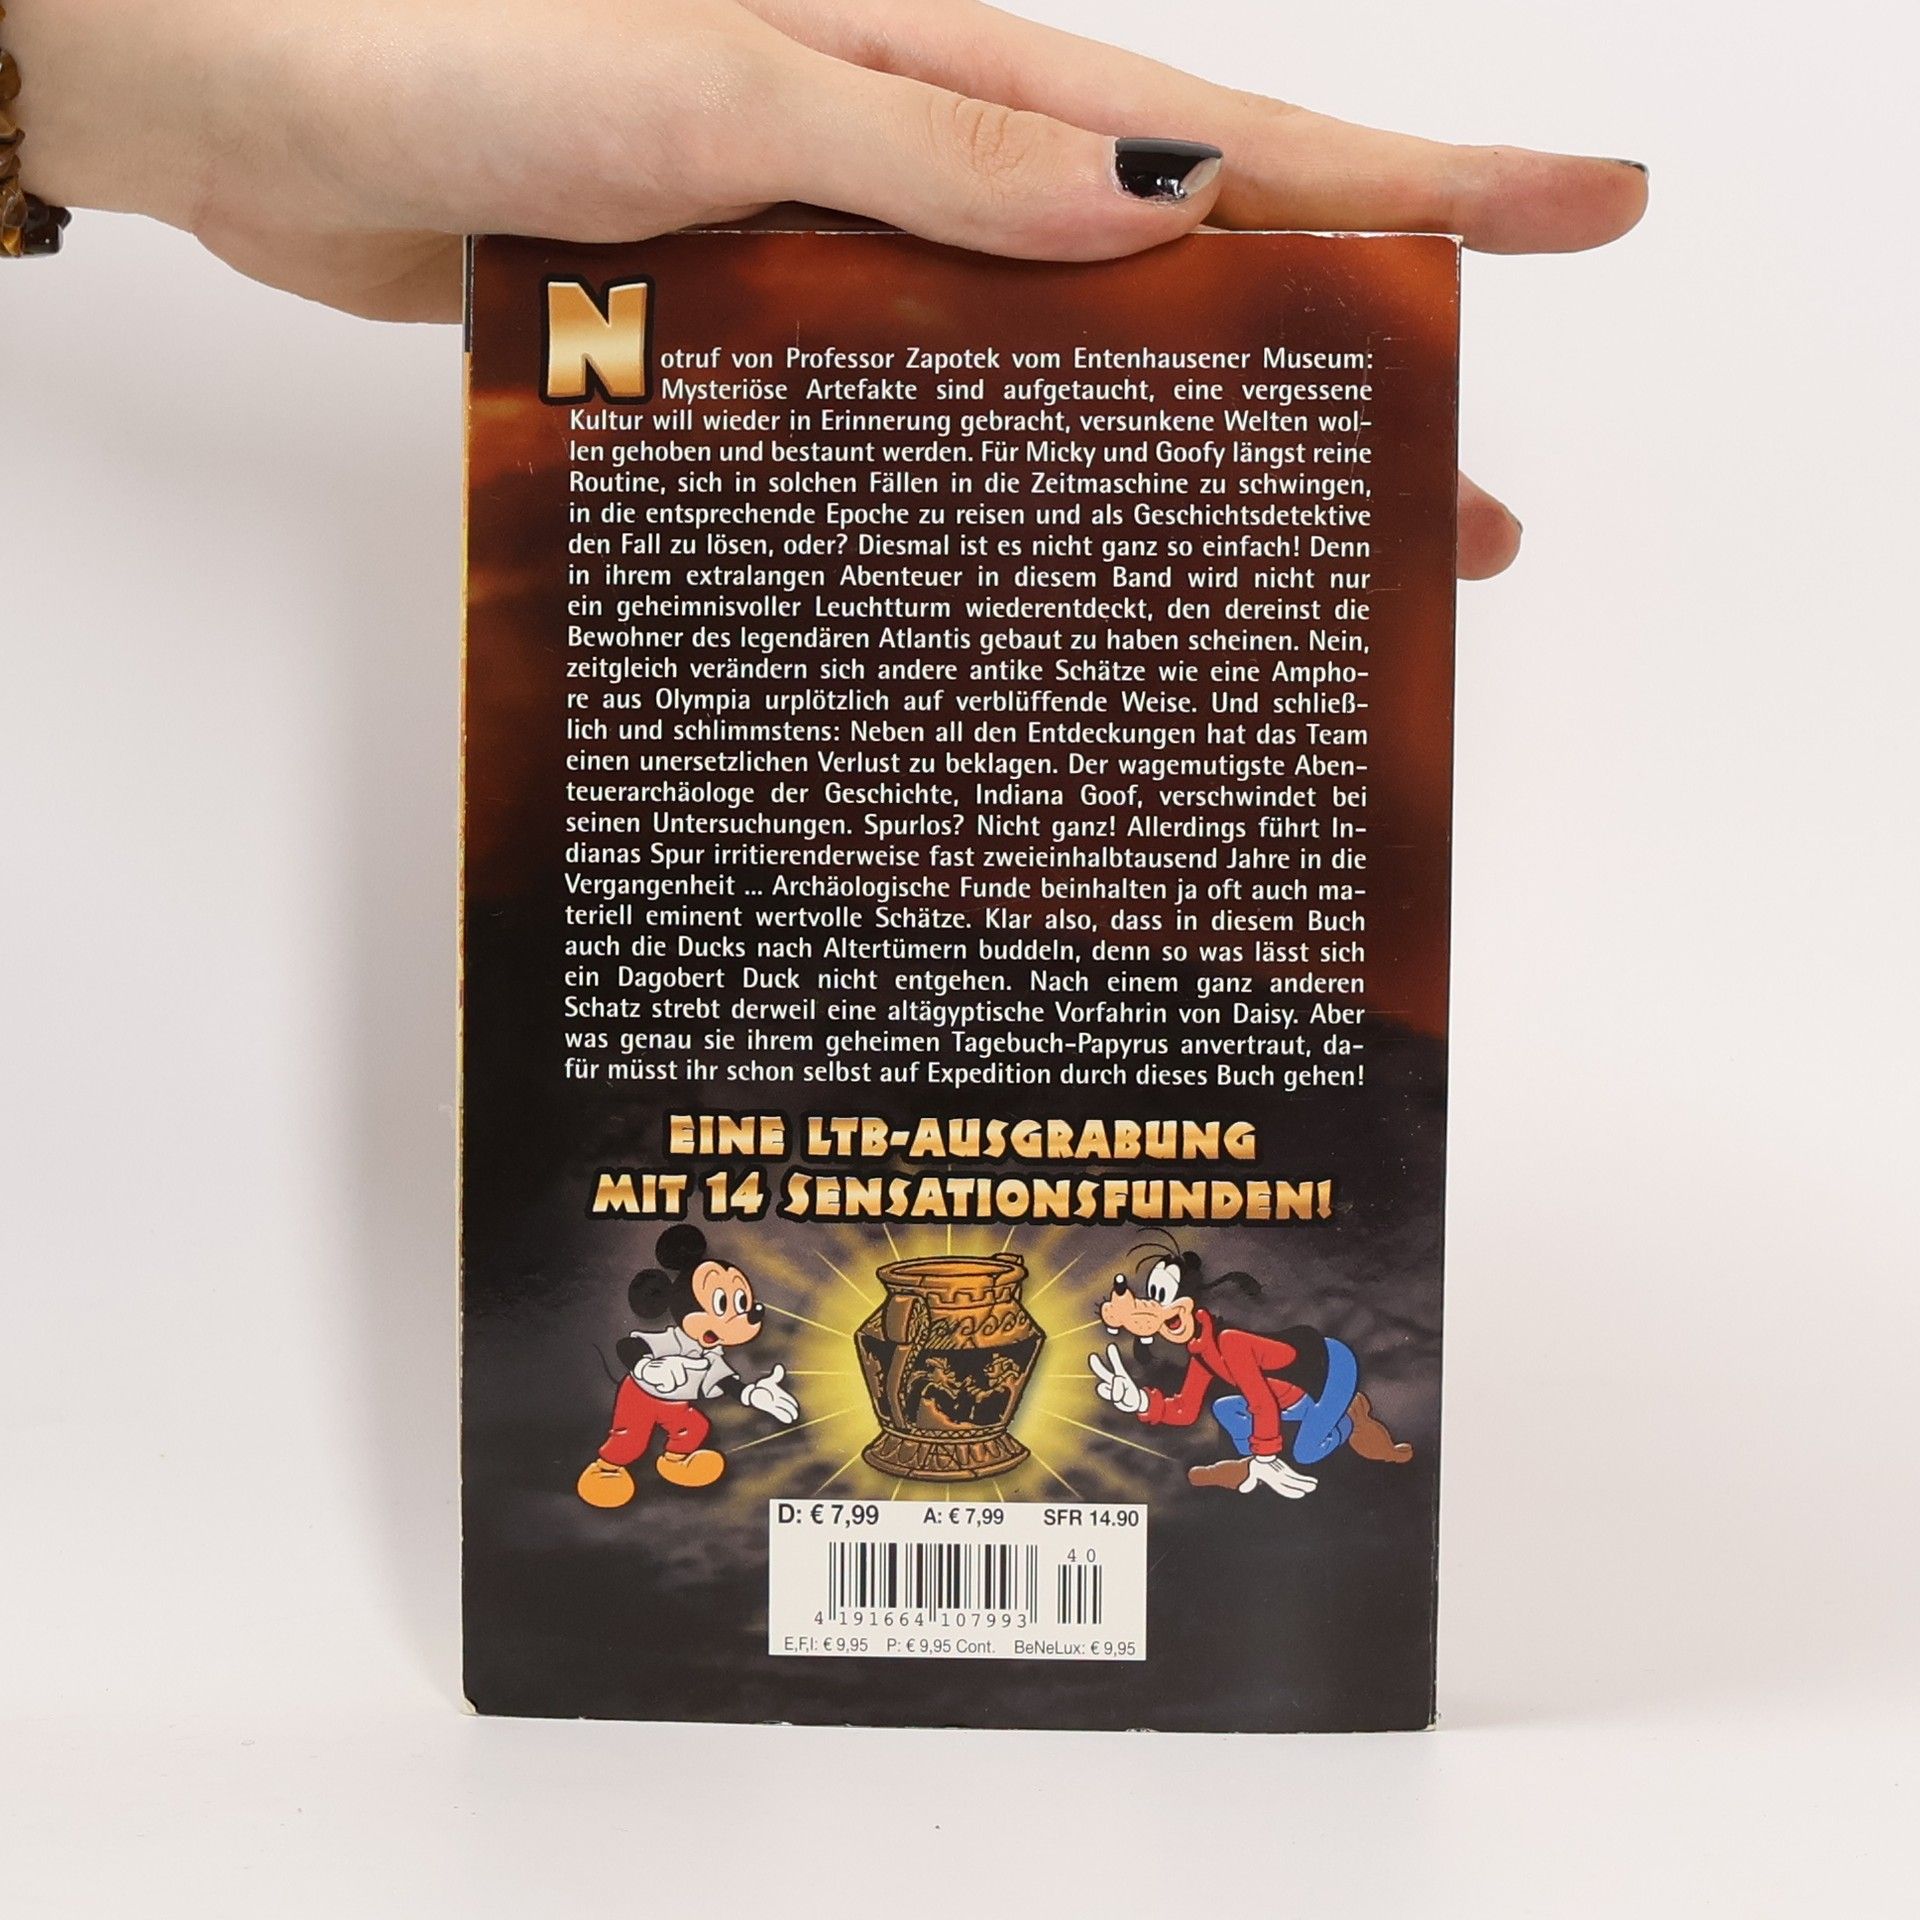 Notruf von Professor Zapotek vom Entenhausener Museum:
Mysteriöse Artefakte sind aufgetaucht, eine vergessene
Kultur will wieder in Erinnerung gebracht, versunkene Welten wol-
len gehoben und bestaunt werden. Für Micky und Goofy längst reine
Routine, sich in solchen Fällen in die Zeitmaschine zu schwingen,
in die entsprechende Epoche zu reisen und als Geschichtsdetektive
den Fall zu lösen, oder? Diesmal ist es nicht ganz so einfach! Denn
in ihrem extralangen Abenteuer in diesem Band wird nicht nur
ein geheimnisvoller Leuchtturm wiederentdeckt, den dereinst die
Bewohner des legendären Atlantis gebaut zu haben scheinen. Nein,
zeitgleich verändern sich andere antike Schätze wie eine Ampho-
re aus Olympia urplötzlich auf verblüffende Weise. Und schließ-
lich und schlimmstens: Neben all den Entdeckungen hat das Team
einen unersetzlichen Verlust zu beklagen. Der wagemutigste Aben-
teuerarchäologe der Geschichte, Indiana Goof, verschwindet bei
seinen Untersuchungen. Spurlos? Nicht ganz! Allerdings führt In-
dianas Spur irritierenderweise fast zweieinhalbtausend Jahre in die
Vergangenheit ... Archäologische Funde beinhalten ja oft auch ma-
teriell eminent wertvolle Schätze. Klar also, dass in diesem Buch
auch die Ducks nach Altertümern buddeln, denn so was lässt sich
ein Dagobert Duck nicht entgehen. Nach einem ganz anderen
Schatz strebt derweil eine altägyptische Vorfahrin von Daisy. Aber
was genau sie ihrem geheimen Tagebuch-Papyrus anvertraut, da-
für müsst ihr schon selbst auf Expedition durch dieses Buch gehen!
EINE LTB-AUSGRABUNG
MIT 14 SENSATIONSFUNDEN!
D: € 7,99 A: € 7,99 SFR 14.90
40
4 191664 107993
E,F,I: € 9,95 P: € 9,95 Cont. BeNeLux: € 9,95